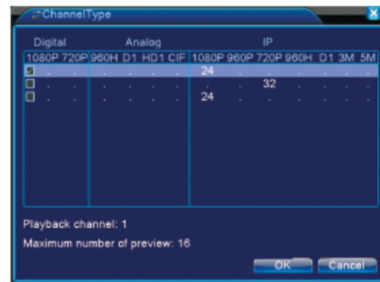 ChannelType
Digital Analog IP
1080P 720P 960H D1 HD1 CIF 1080P 960P 720P 960H D1 3M 5M
24
32
24
Playback channel: 1
Maximum number of preview: 16
OK Cancel